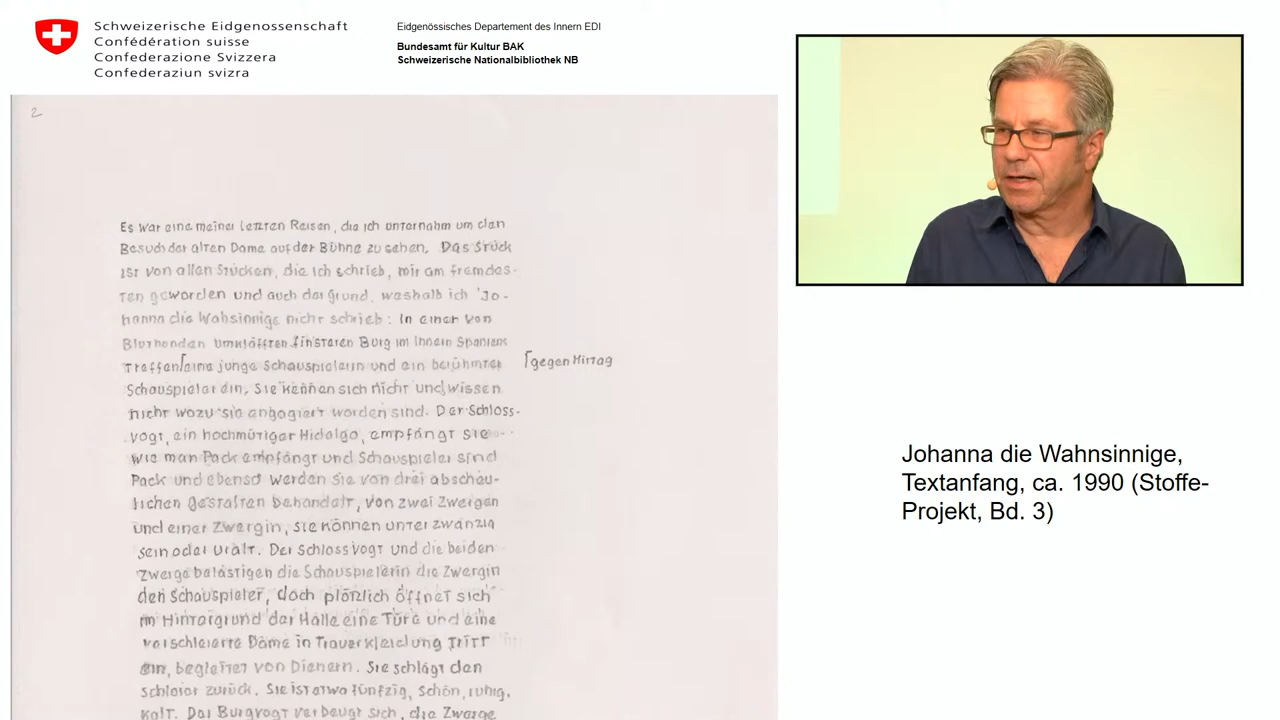 Schweizerische Eidgenossenschaft
Confédération suisse
Confederazione Svizzera
Confederaziun svizra
Eidgenössisches Departement des Innern EDI
Bundesamt für Kultur BAK
Schweizerische Nationalbibliothek NB
2
Es war eine meiner letzten Reisen, die ich unternahm um den
Besuch der alten Dame auf der Bühne zu sehen. Das Stück
ist von allen Stücken, die ich schrieb, mir am fremdes-
ten geworden und auch der Grund, weshalb ich 'Jo-
hanna die Wahsinnige nicht schrieb: In einer von
Bluthunden umkläfften finsteren Burg im Innern Spaniens
treffen⌈eine junge Schauspielerin und ein berühmter
⌈gegen Mittag
Schauspieler ein. Sie kennen sich nicht und wissen
nicht wozu sie angagiert worden sind. Der Schloss-
vogt, ein hochmütiger Hidalgo, empfängt sie
wie man Pack empfängt und Schauspieler sind
Pack und ebenso werden sie von drei abscheu-
lichen Gestalten behandelt, von zwei Zwergen
und einer Zwergin, sie können unter zwanzig
sein oder uralt. Der Schlossvogt und die beiden
Zwerge belästigen die Schauspielerin die Zwergin
den Schauspieler, doch plötzlich öffnet sich
im Hintergrund der Halle eine Türe und eine
verschleierte Dame in Trauerkleidung tritt
ein, begleitet von Dienern. Sie schlägt den
Schleier zurück. Sie ist etwa fünfzig, schön, ruhig,
kalt. Der Burgvogt verbeugt sich, die Zwerge
Johanna die Wahnsinnige,
Textanfang, ca. 1990 (Stoffe-
Projekt, Bd. 3)